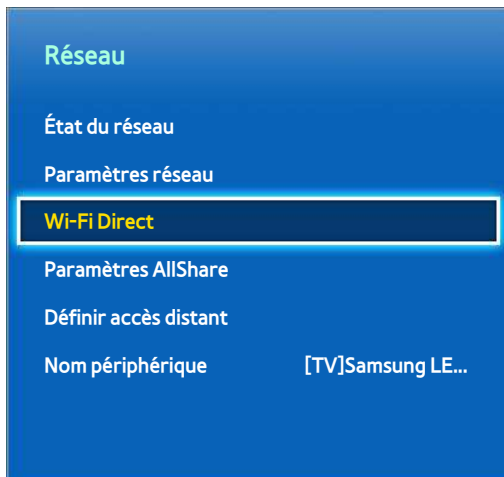 Réseau
État du réseau
Paramètres réseau
Wi-Fi Direct
Paramètres AllShare
Définir accès distant
Nom périphérique [TV]Samsung LE...